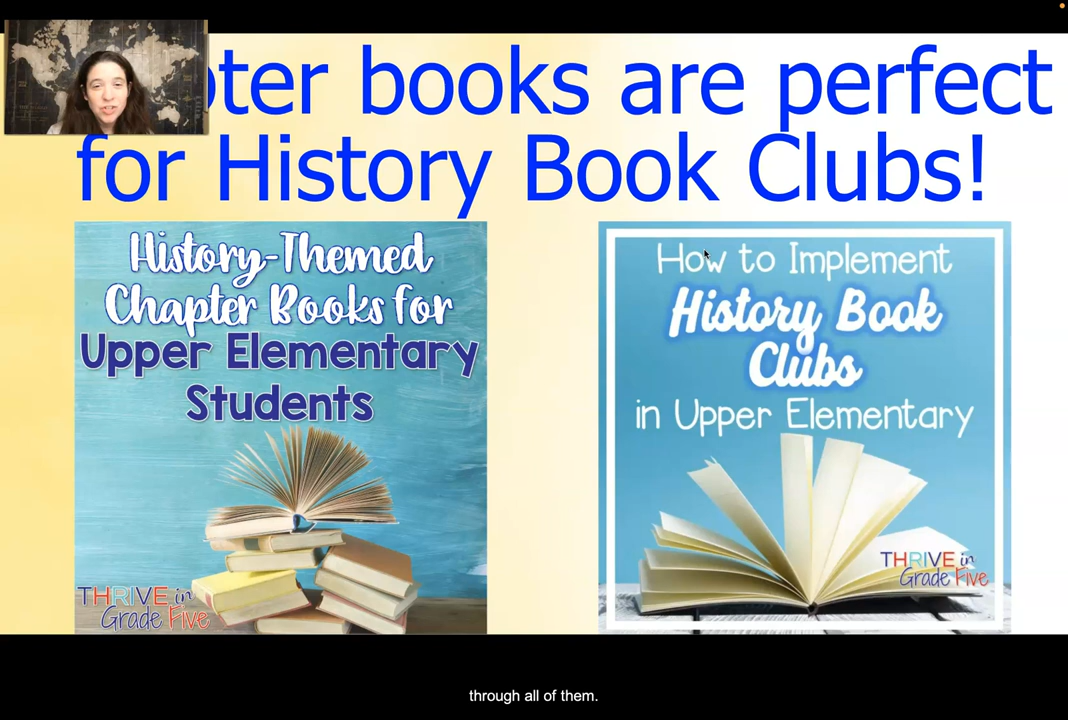 oter books are perfect
for History Book Clubs!
History-Themed
Chapter Books for
Upper Elementary
Students
THRIVE in
Grade Five
How to Implement
History Book
Clubs
in Upper Elementary
THRIVE in
Grade Five
through all of them.